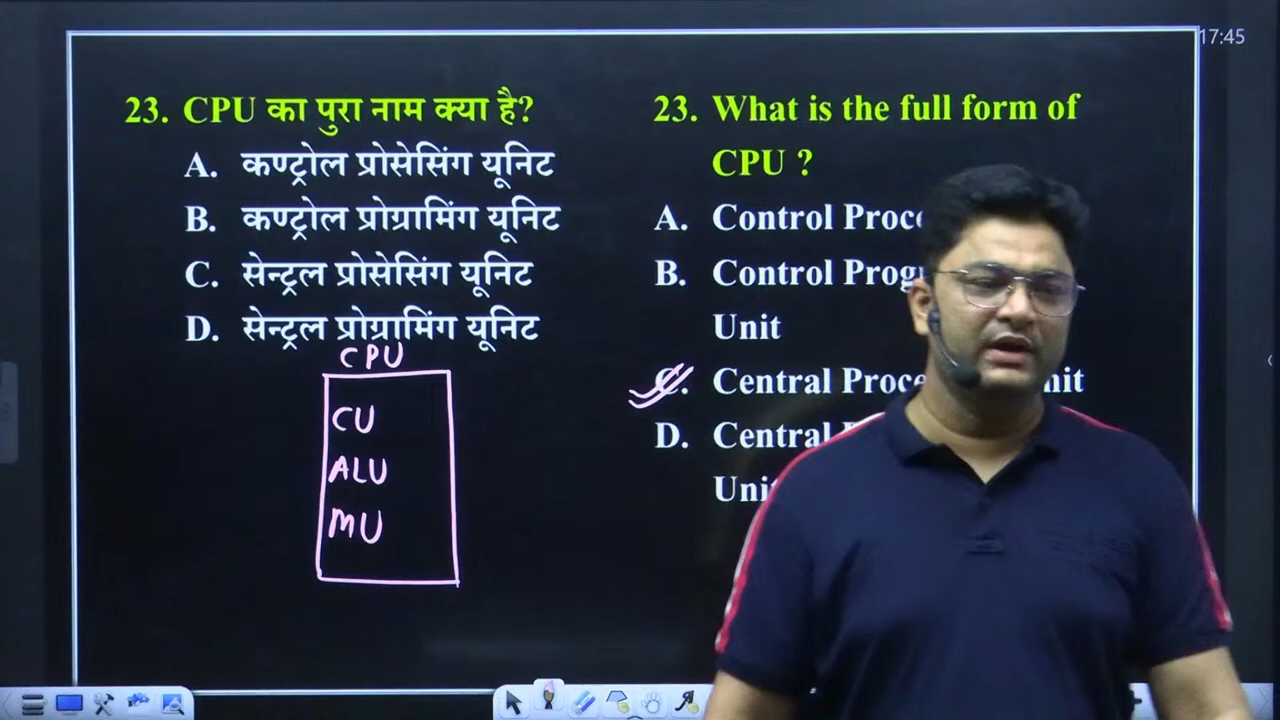 17:45
23. CPU का पुरा नाम क्या है?
A. कण्ट्रोल प्रोसेसिंग यूनिट
B. कण्ट्रोल प्रोग्रामिंग यूनिट
C. सेन्ट्रल प्रोसेसिंग यूनिट
D. सेन्ट्रल प्रोग्रामिंग यूनिट
CPU
CU
ALU
MU
23. What is the full form of
CPU ?
A. Control
B. Control
Unit
C. Central
D. Central